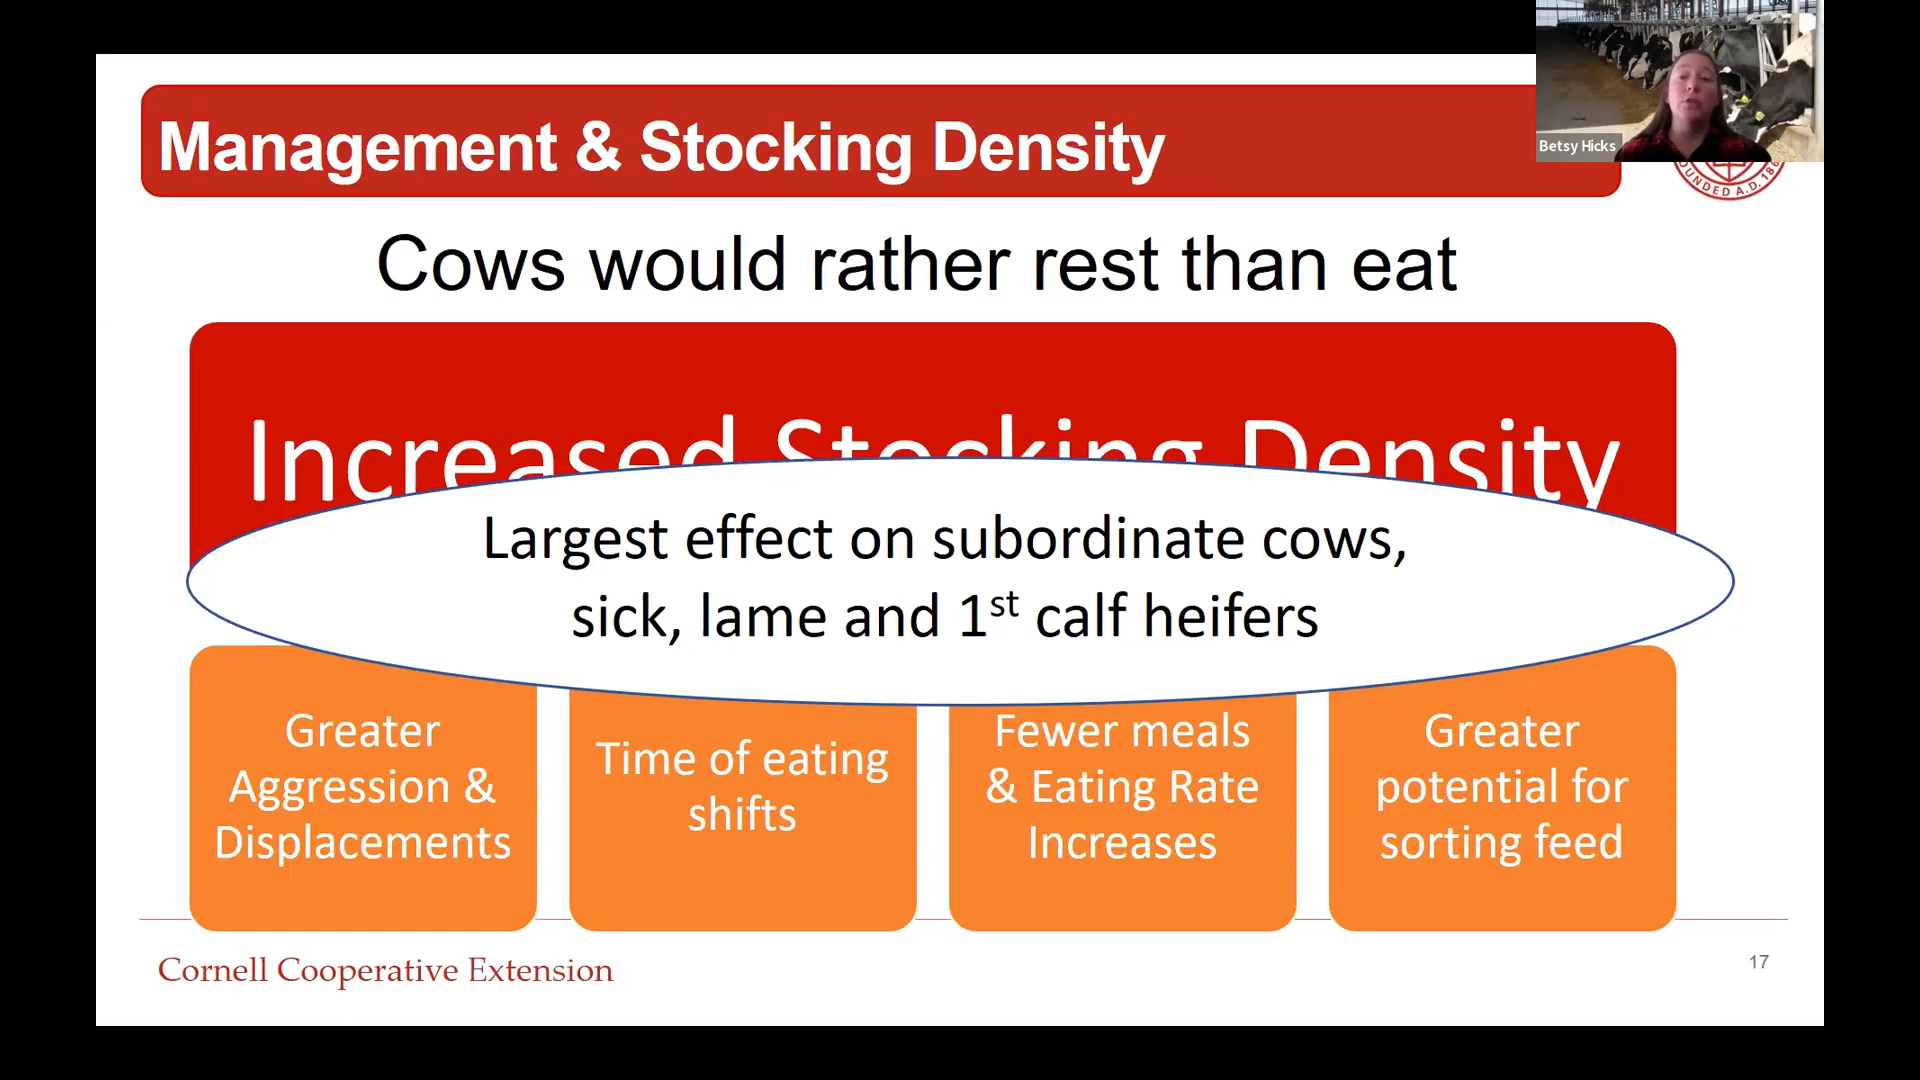 Management & Stocking Density
Betsy Hicks
OUNDED A.D. 186
Cows would rather rest than eat
Increased Stocking Density
Largest effect on subordinate cows,
sick, lame and 1st calf heifers
Greater
Aggression &
Displacements
Time of eating
shifts
Fewer meals
& Eating Rate
Increases
Greater
potential for
sorting feed
Cornell Cooperative Extension
17